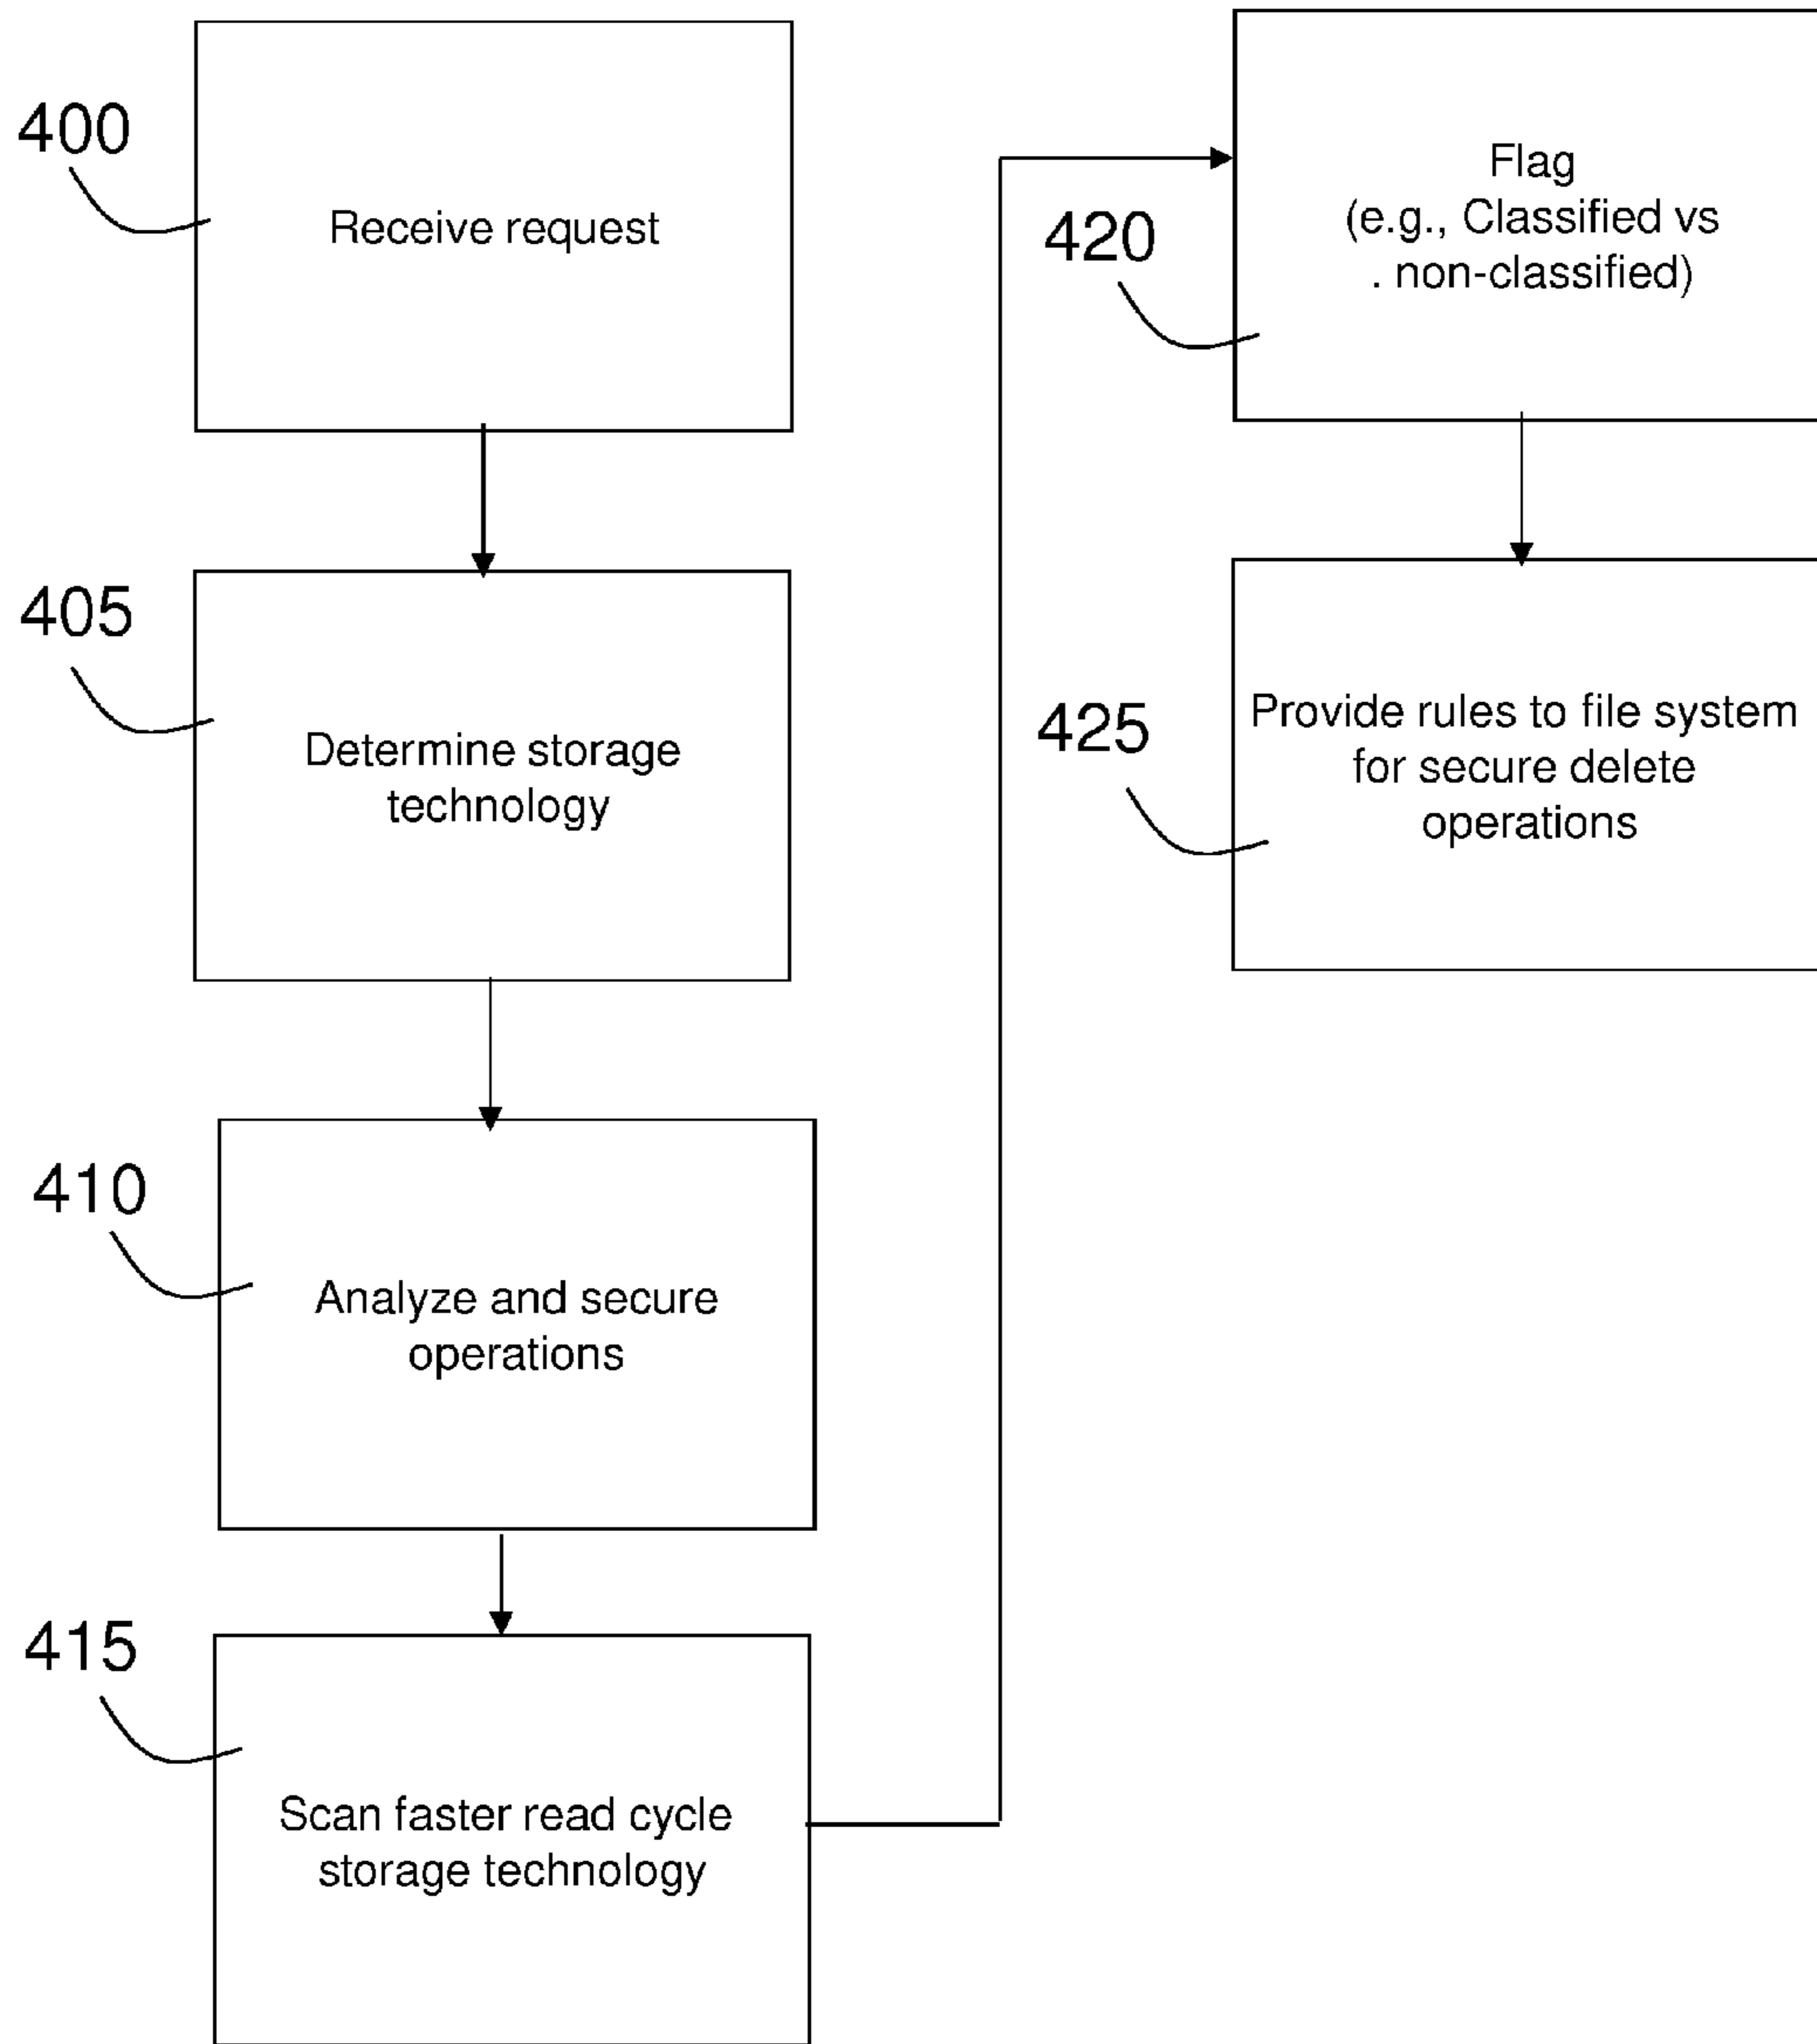 400
Receive request
405
Determine storage
technology
410
Analyze and secure
operations
415
Scan faster read cycle
storage technology
420
Flag
(e.g., Classified vs
. non-classified)
425
Provide rules to file system
for secure delete
operations